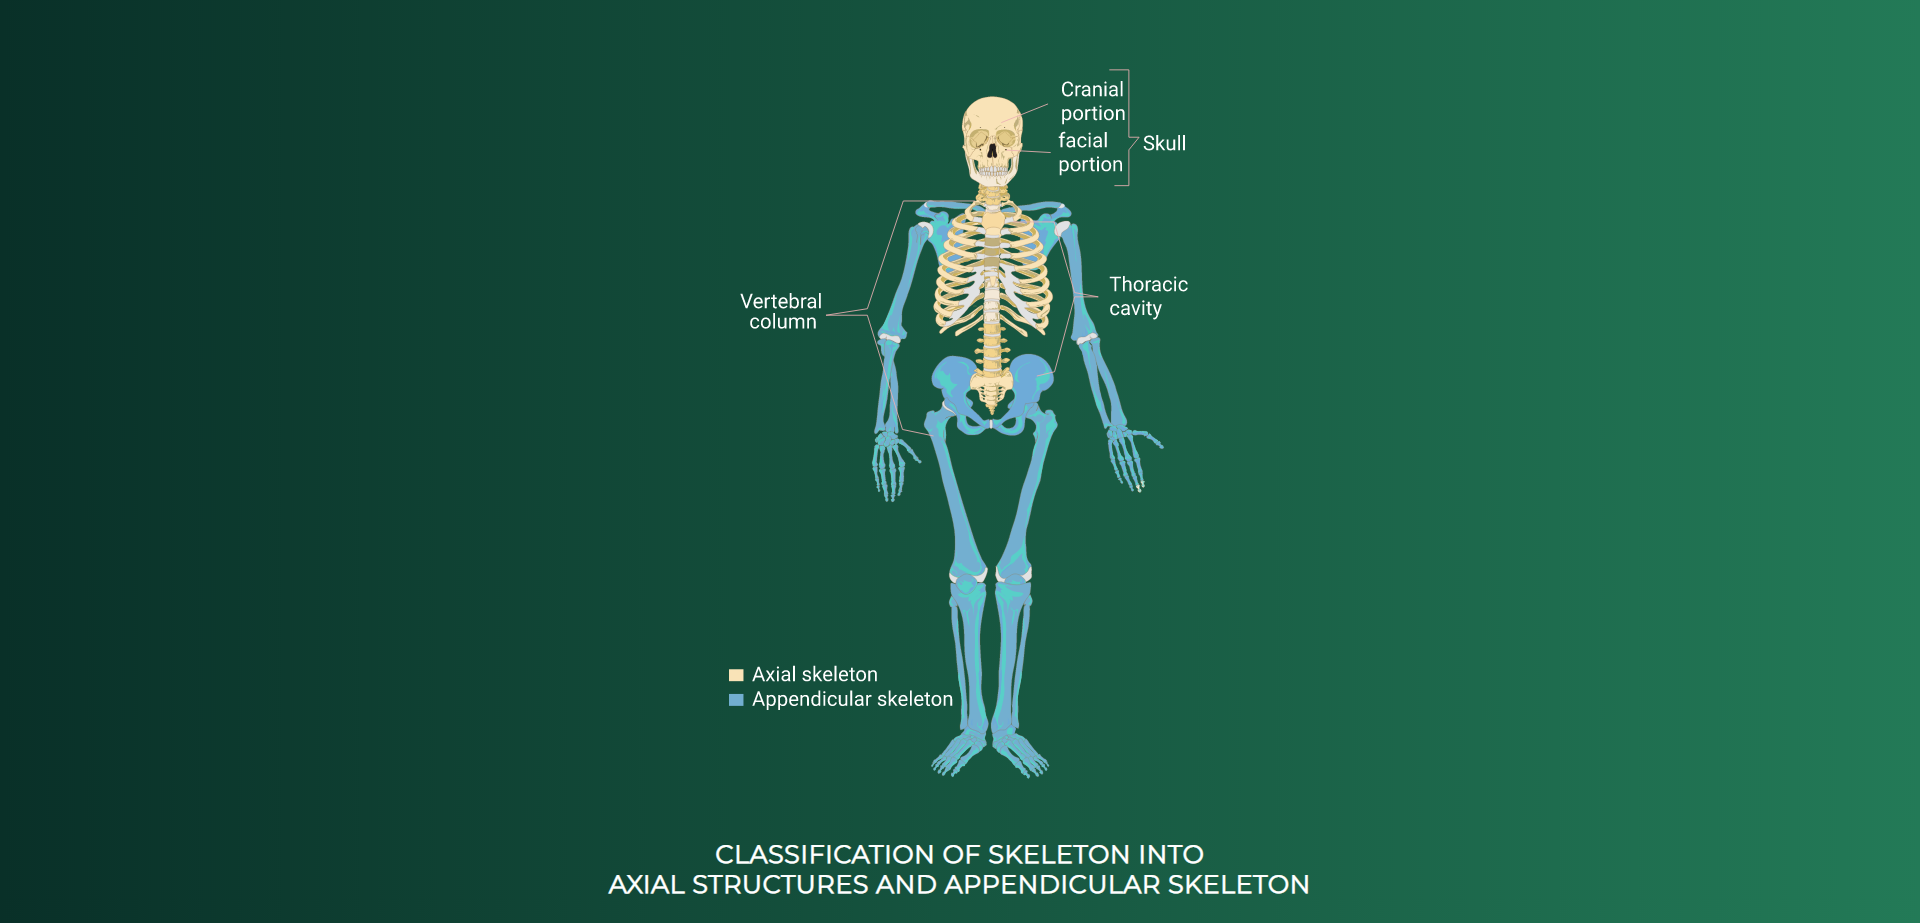 Cranial
portion
facial
portion
Skull
Vertebral
column
Thoracic
cavity
Axial skeleton
Appendicular skeleton
CLASSIFICATION OF SKELETON INTO
AXIAL STRUCTURES AND APPENDICULAR SKELETON